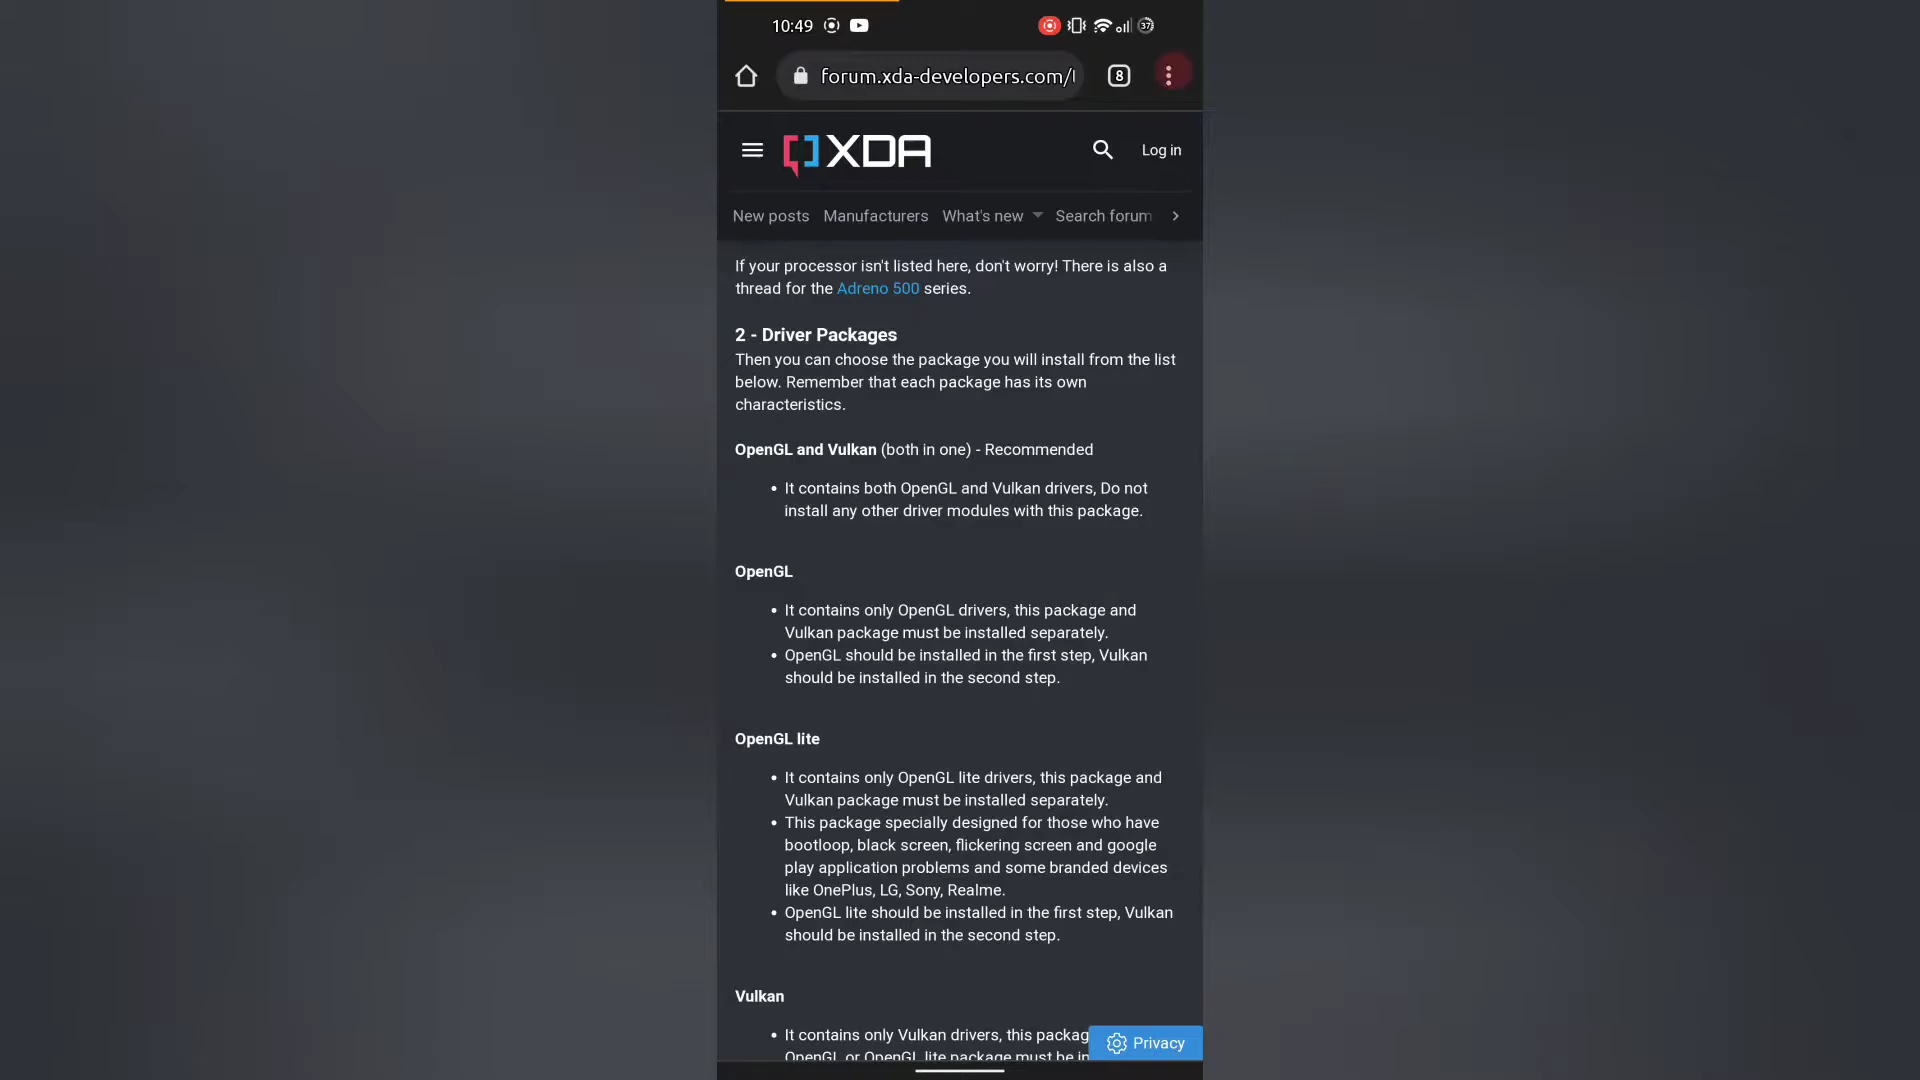 10:49
37
forum.xda-developers.com/
8
XDA
Log in
New posts Manufacturers What's new Search forum
If your processor isn't listed here, don't worry! There is also a
thread for the Adreno 500 series.
2 - Driver Packages
Then you can choose the package you will install from the list
below. Remember that each package has its own
characteristics.
OpenGL and Vulkan (both in one) - Recommended
• It contains both OpenGL and Vulkan drivers, Do not
install any other driver modules with this package.
OpenGL
• It contains only OpenGL drivers, this package and
Vulkan package must be installed separately.
• OpenGL should be installed in the first step, Vulkan
should be installed in the second step.
OpenGL lite
• It contains only OpenGL lite drivers, this package and
Vulkan package must be installed separately.
• This package specially designed for those who have
bootloop, black screen, flickering screen and google
play application problems and some branded devices
like OnePlus, LG, Sony, Realme.
• OpenGL lite should be installed in the first step, Vulkan
should be installed in the second step.
Vulkan
• It contains only Vulkan drivers, this packag
OpenGL or OpenGL lite package must be in
Privacy